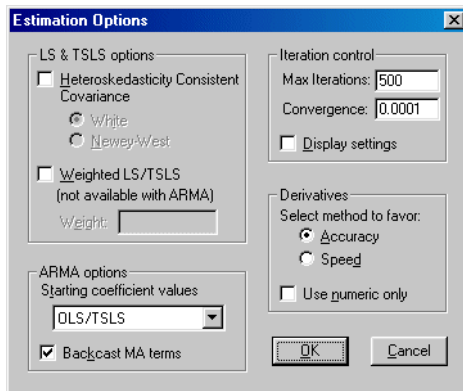 Estimation Options
LS & TSLS options
Heteroskedasticity Consistent
Covariance
White
Newey-West
Weighted LS/TSLS
(not available with ARMA)
Weight:
ARMA options
Starting coefficient values
OLS/TSLS
Backcast MA terms
Iteration control
Max Iterations: 500
Convergence: 0.0001
Display settings
Derivatives
Select method to favor:
Accuracy
Speed
Use numeric only
OK
Cancel